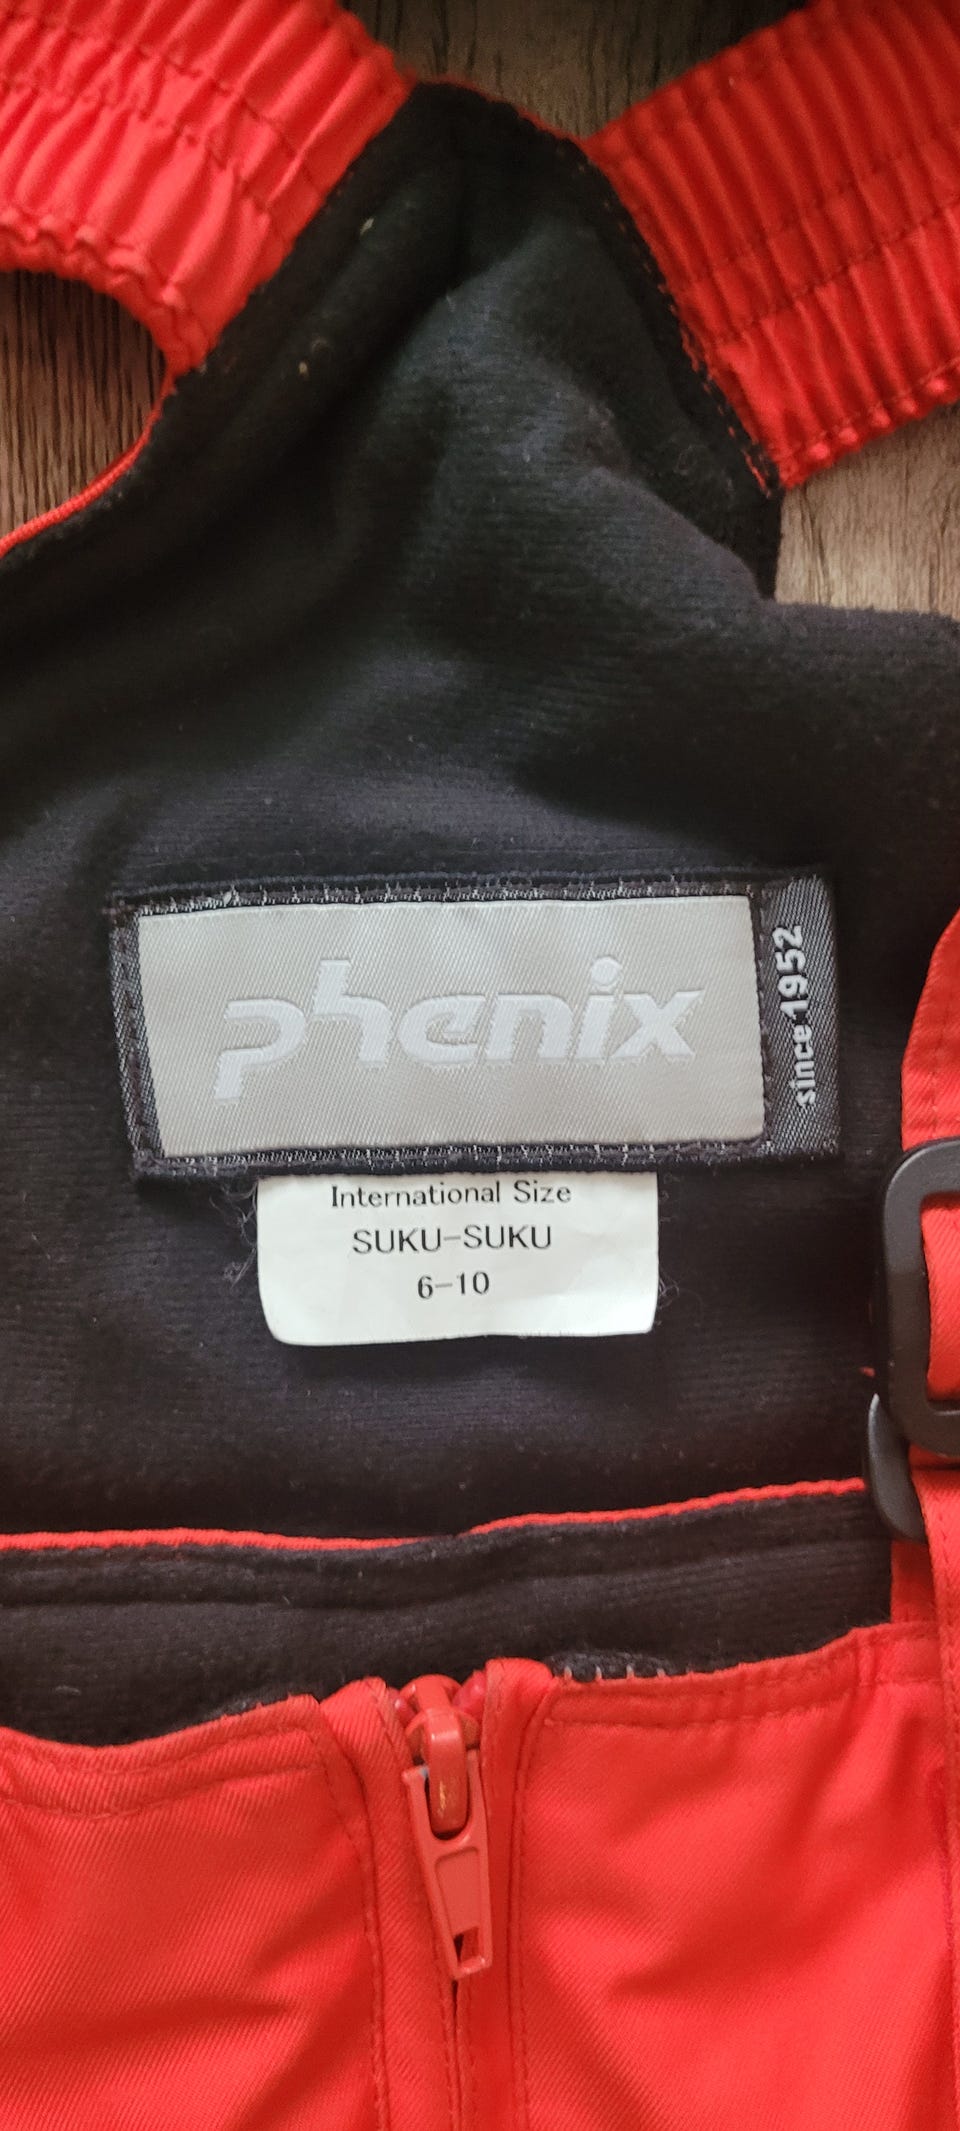 phenix
since 1952
International Size
SUKU-SUKU
6-10